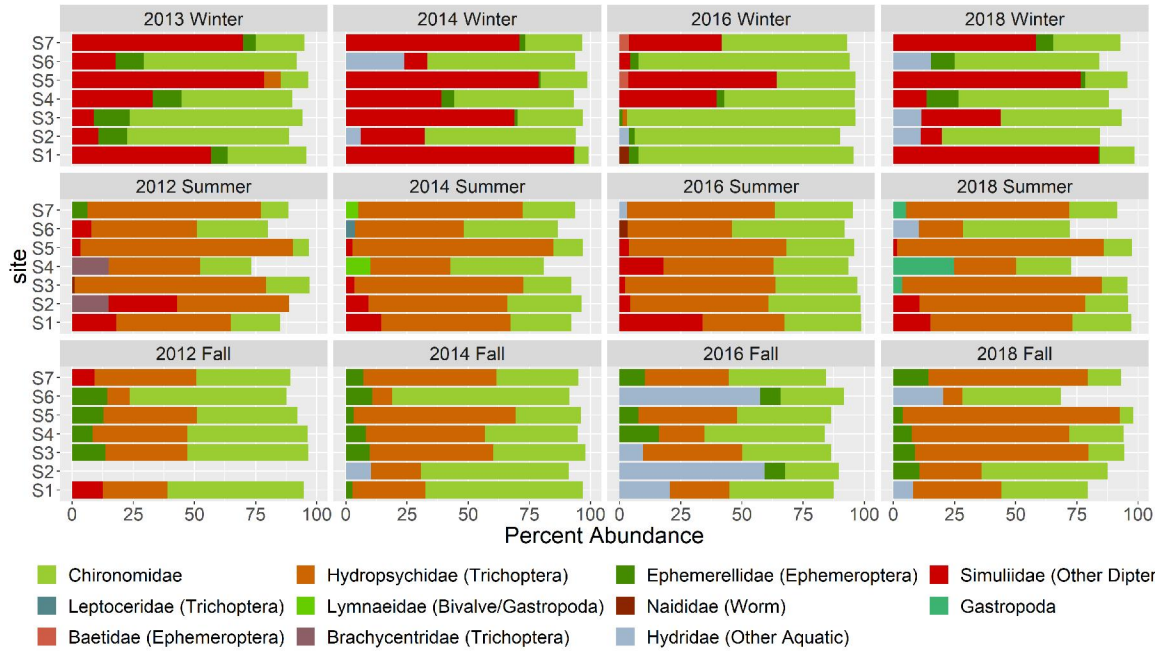 2013 Winter 2014 Winter 2016 Winter 2018 Winter
S7
S6
S5
S4
S3
S2
S1
2012 Summer 2014 Summer 2016 Summer 2018 Summer
S7
S6
S5
S4
S3
S2
S1
site
2012 Fall 2014 Fall 2016 Fall 2018 Fall
S7
S6
S5
S4
S3
S2
S1
0 25 50 75 100 0 25 50 75 100 0 25 50 75 100 0 25 50 75 100
Percent Abundance
Chironomidae Hydropsychidae (Trichoptera) Ephemerellidae (Ephemeroptera) Simuliidae (Other Dipter
Leptoceridae (Trichoptera) Lymnaeidae (Bivalve/Gastropoda) Naididae (Worm) Gastropoda
Baetidae (Ephemeroptera) Brachycentridae (Trichoptera) Hydridae (Other Aquatic)